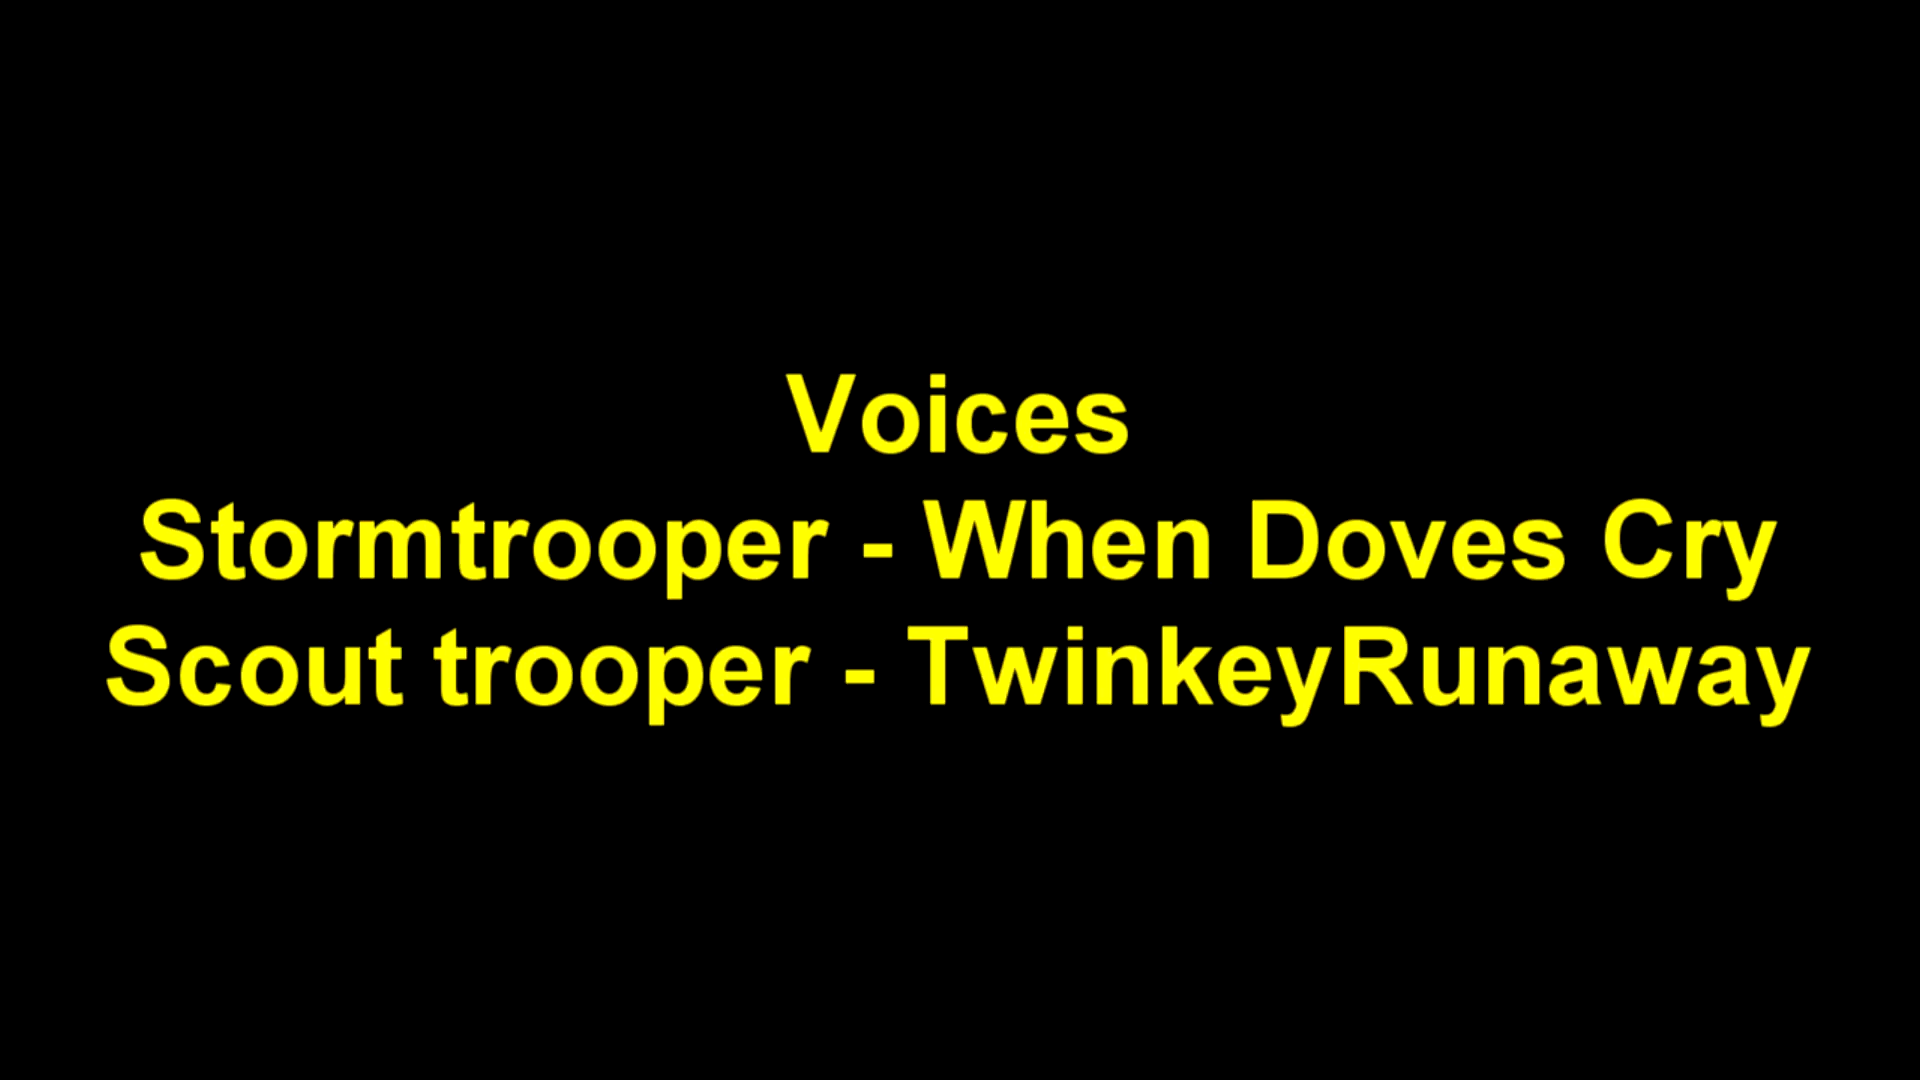 Voices
Stormtrooper - When Doves Cry
Scout trooper - TwinkeyRunaway